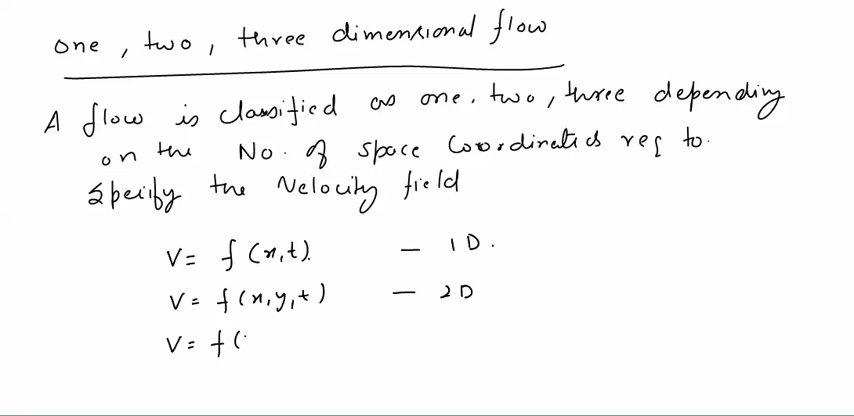 one, two, three dimensional flow
A flow is classified as one, two, three depending
on the No. of space coordinates req to.
specify the velocity field
V = f(x,t) — 1D.
V = f(x,y,t) — 2D
V = f(